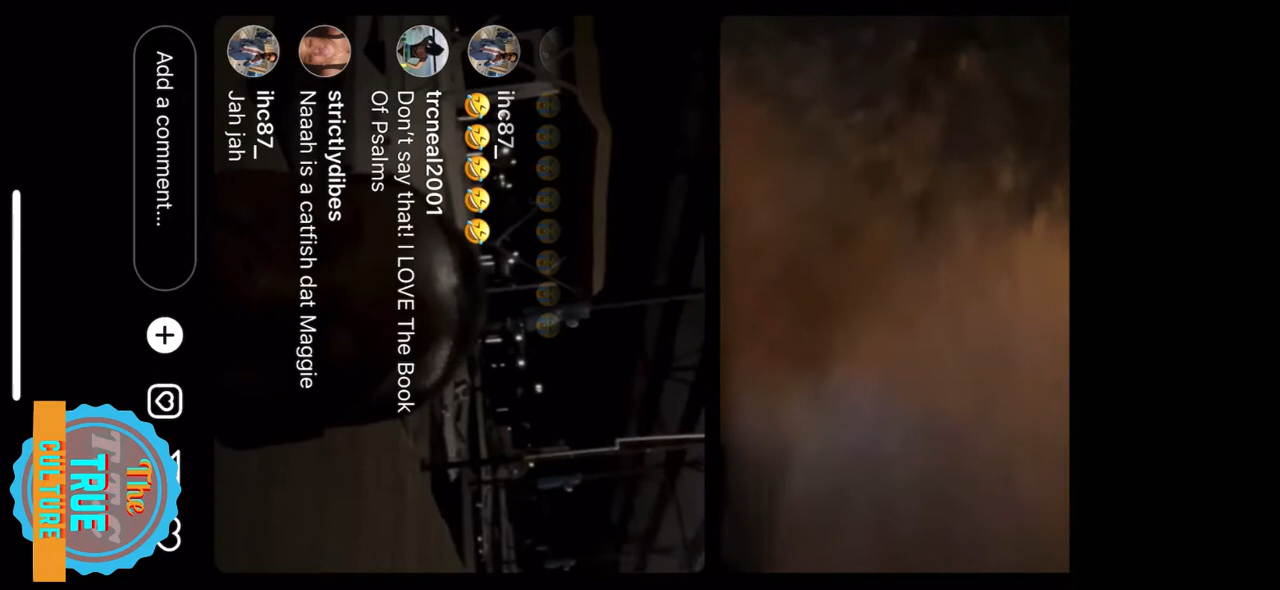 ihc87_
🤣🤣🤣🤣🤣
trcneal2001
Don't say that! I LOVE The Book
Of Psalms
strictlydibes
Naaah is a catfish dat Maggie
ihc87_
Jah jah
Add a comment...
The
TRUE
CULTURE
TTC